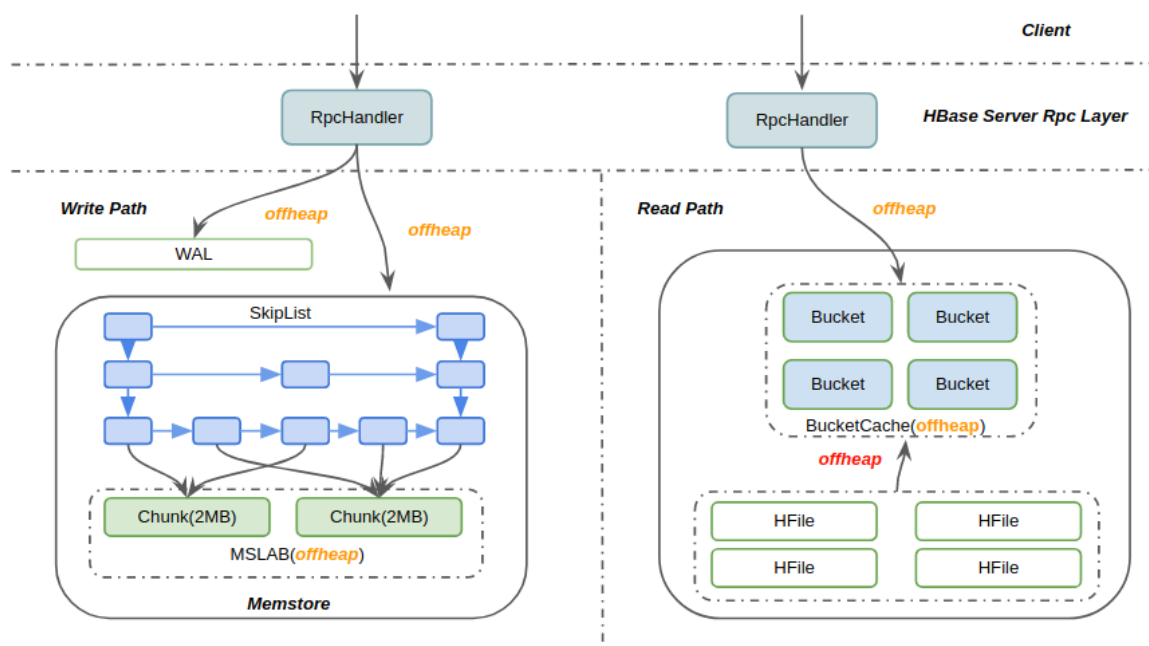 Client
RpcHandler
RpcHandler
HBase Server Rpc Layer
Write Path
offheap
offheap
WAL
SkipList
Chunk(2MB)
Chunk(2MB)
MSLAB(offheap)
Memstore
Read Path
offheap
Bucket
Bucket
Bucket
Bucket
BucketCache(offheap)
offheap
HFile
HFile
HFile
HFile